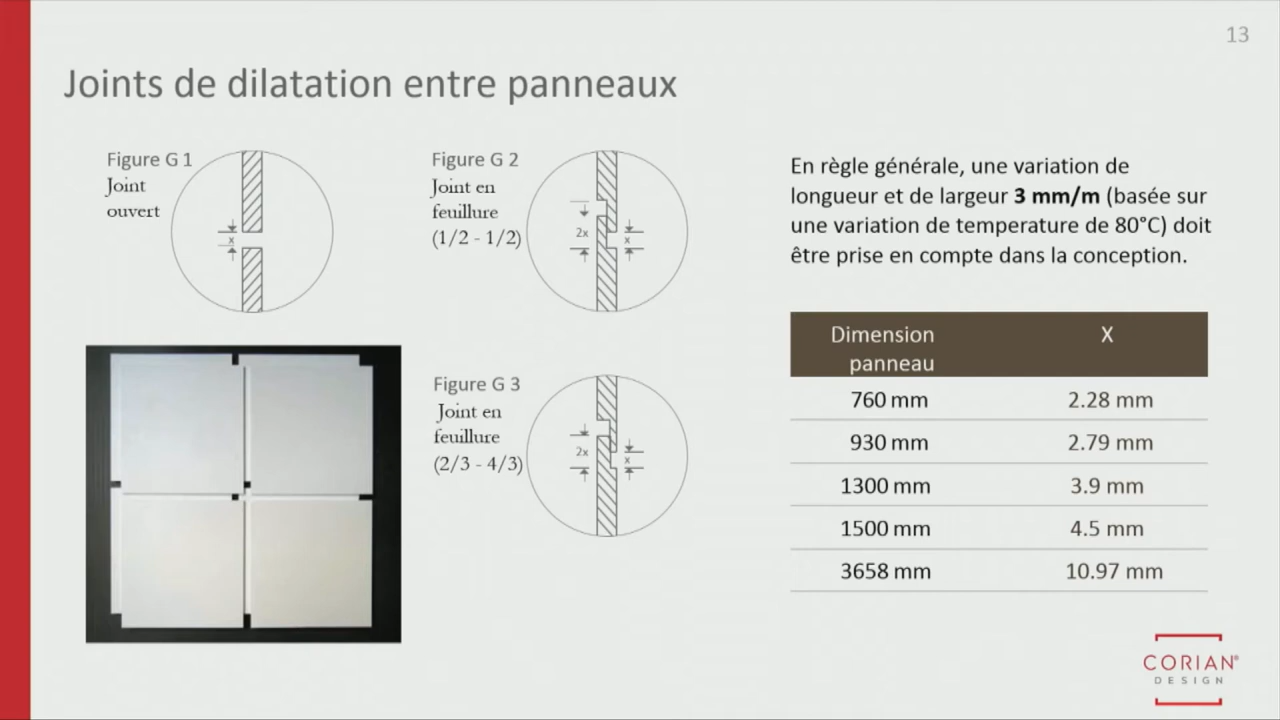 13
Joints de dilatation entre panneaux
Figure G 1
Joint
ouvert
x
Figure G 2
Joint en
feuillure
(1/2 - 1/2)
2x
x
Figure G 3
Joint en
feuillure
(2/3 - 4/3)
2x
x
En règle générale, une variation de
longueur et de largeur 3 mm/m (basée sur
une variation de temperature de 80°C) doit
être prise en compte dans la conception.
Dimension X
panneau
760 mm 2.28 mm
930 mm 2.79 mm
1300 mm 3.9 mm
1500 mm 4.5 mm
3658 mm 10.97 mm
CORIAN®
DESIGN